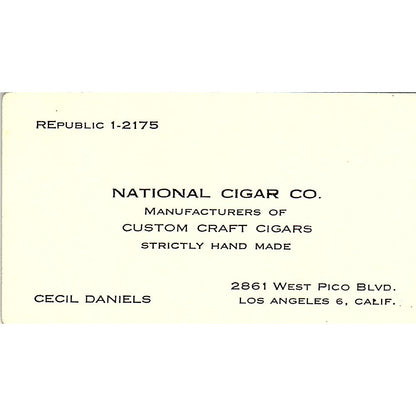 REpublic 1-2175
NATIONAL CIGAR CO.
MANUFACTURERS OF
CUSTOM CRAFT CIGARS
STRICTLY HAND MADE
CECIL DANIELS
2861 WEST PICO BLVD.
LOS ANGELES 6, CALIF.